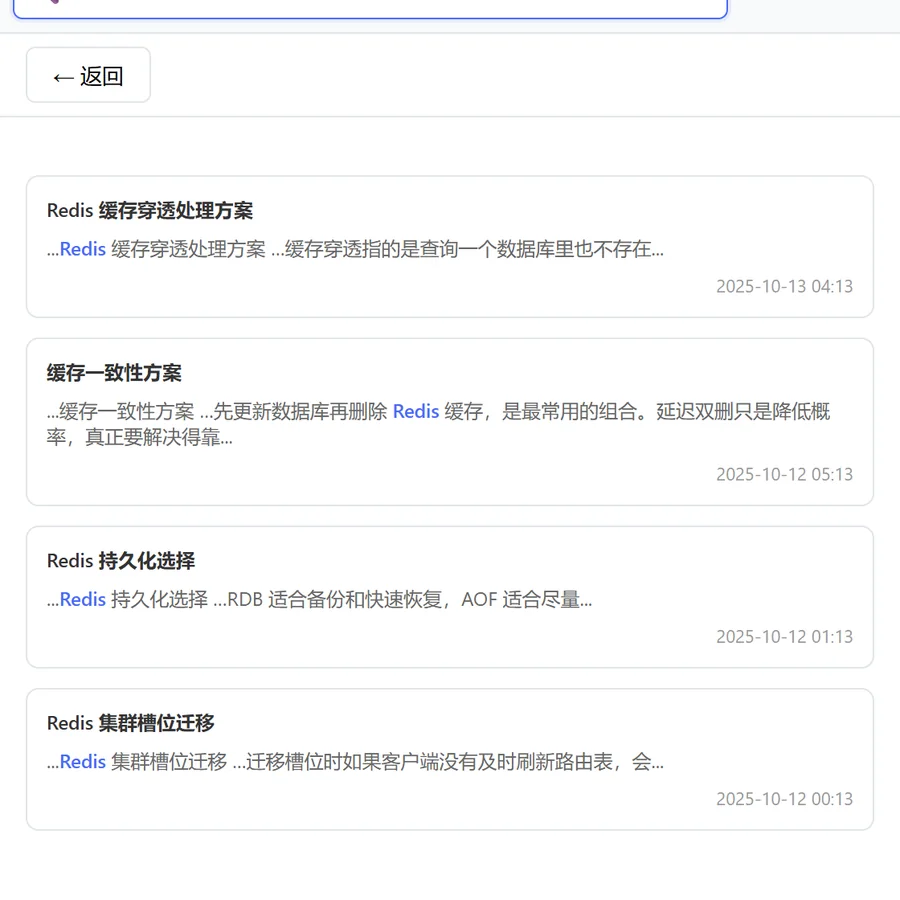 ← 返回
Redis 缓存穿透处理方案
...Redis 缓存穿透处理方案 ...缓存穿透指的是查询一个数据库里也不存在...
2025-10-13 04:13
缓存一致性方案
...缓存一致性方案 ...先更新数据库再删除 Redis 缓存，是最常用的组合。延迟双删只是降低概
率，真正要解决得靠...
2025-10-12 05:13
Redis 持久化选择
...Redis 持久化选择 ...RDB 适合备份和快速恢复，AOF 适合尽量...
2025-10-12 01:13
Redis 集群槽位迁移
...Redis 集群槽位迁移 ...迁移槽位时如果客户端没有及时刷新路由表，会...
2025-10-12 00:13